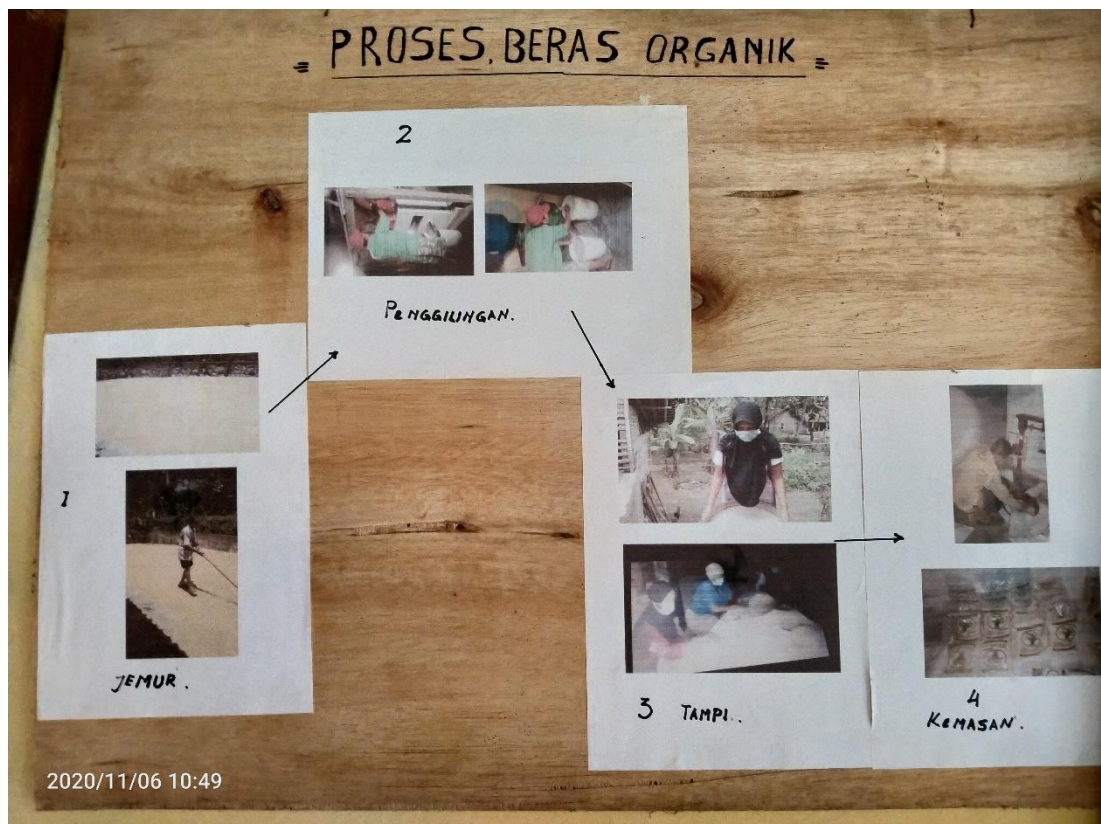 = PROSES BERAS ORGANIK =
2
PeNGGILINGAN.
1
JEMUR.
3 TAMPI..
4
KeMASAN.
2020/11/06 10:49